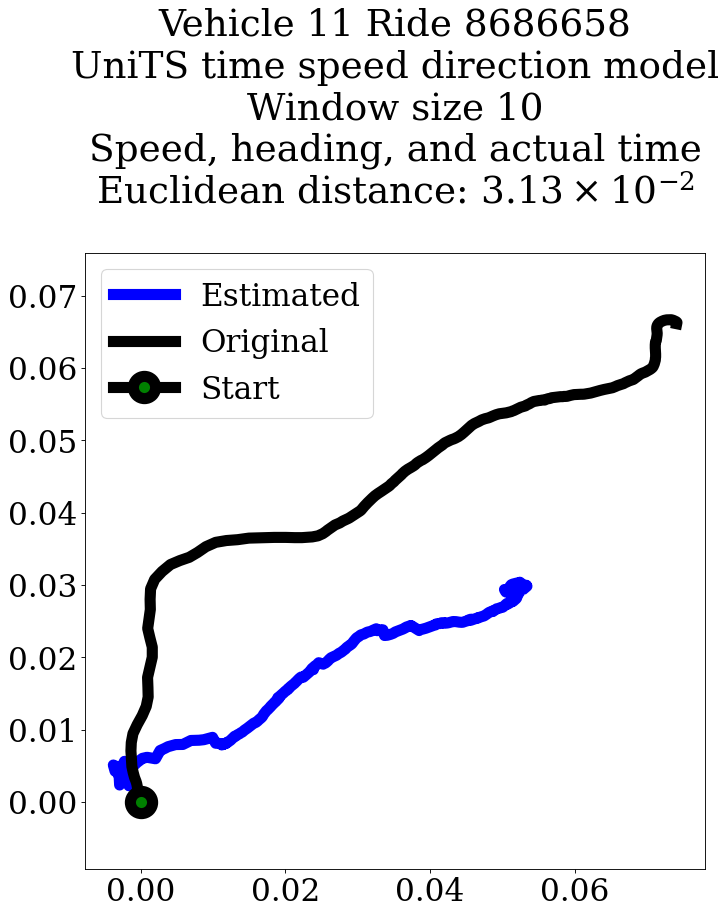 Vehicle 11 Ride 8686658
UniTS time speed direction model
Window size 10
Speed, heading, and actual time
Euclidean distance: 3.13 × 10⁻²
Estimated
Original
Start
0.07
0.06
0.05
0.04
0.03
0.02
0.01
0.00
0.00 0.02 0.04 0.06